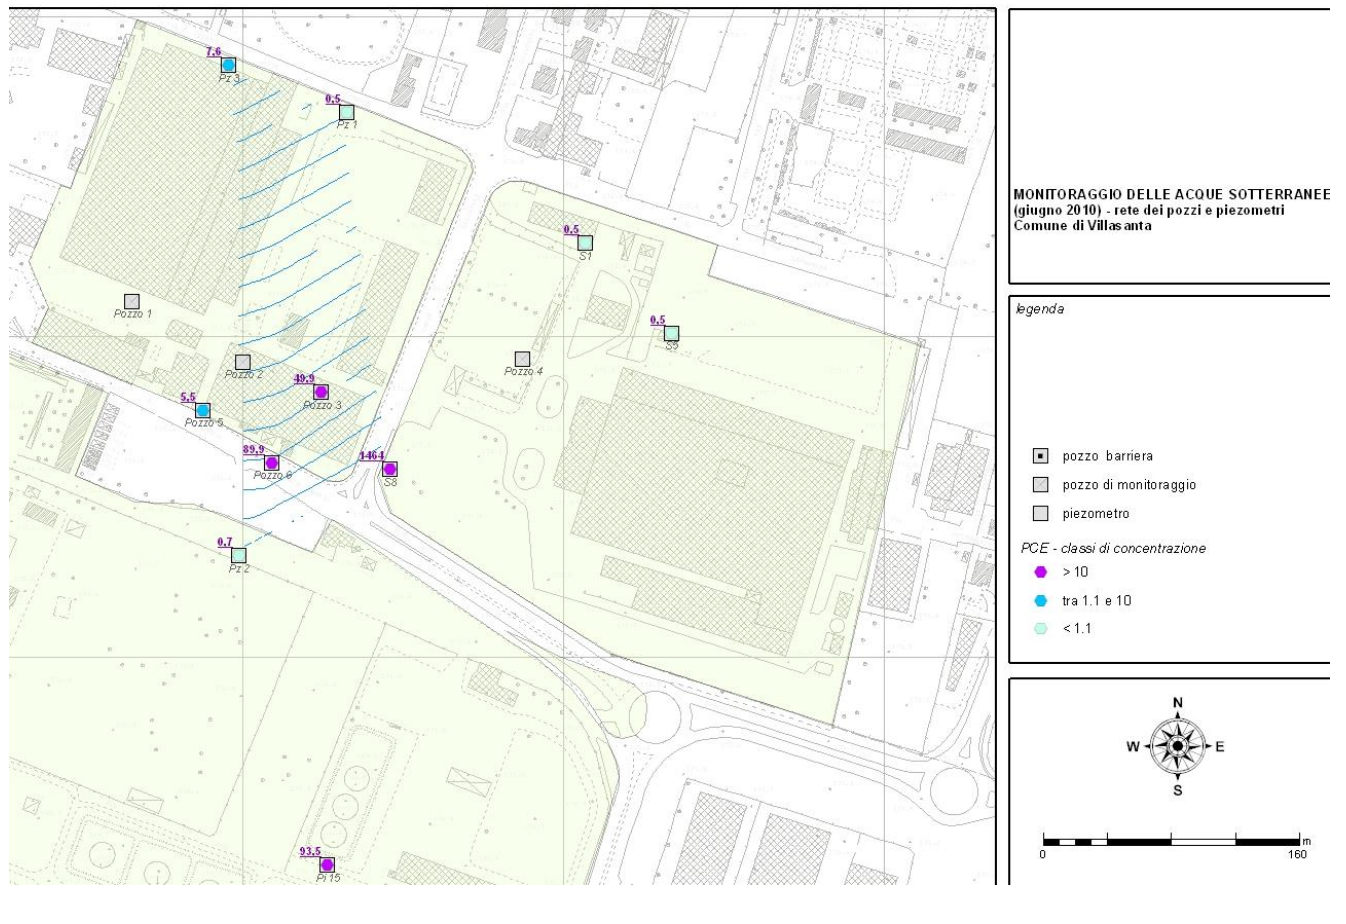 7,6
Pz 3
0,5
Pz 1
0,5
S1
0,5
S5
Pozzo 1
Pozzo 2
Pozzo 4
49,9
Pozzo 3
5,5
Pozzo 5
89,9
Pozzo 6
1464
S8
0,7
Pz 2
93,5
Pi 15
MONITORAGGIO DELLE ACQUE SOTTERRANEE
(giugno 2010) - rete dei pozzi e piezometri
Comune di Villasanta
legenda
pozzo barriera
pozzo di monitoraggio
piezometro
PCE - classi di concentrazione
> 10
tra 1.1 e 10
< 1.1
N
W E
S
m
0 160